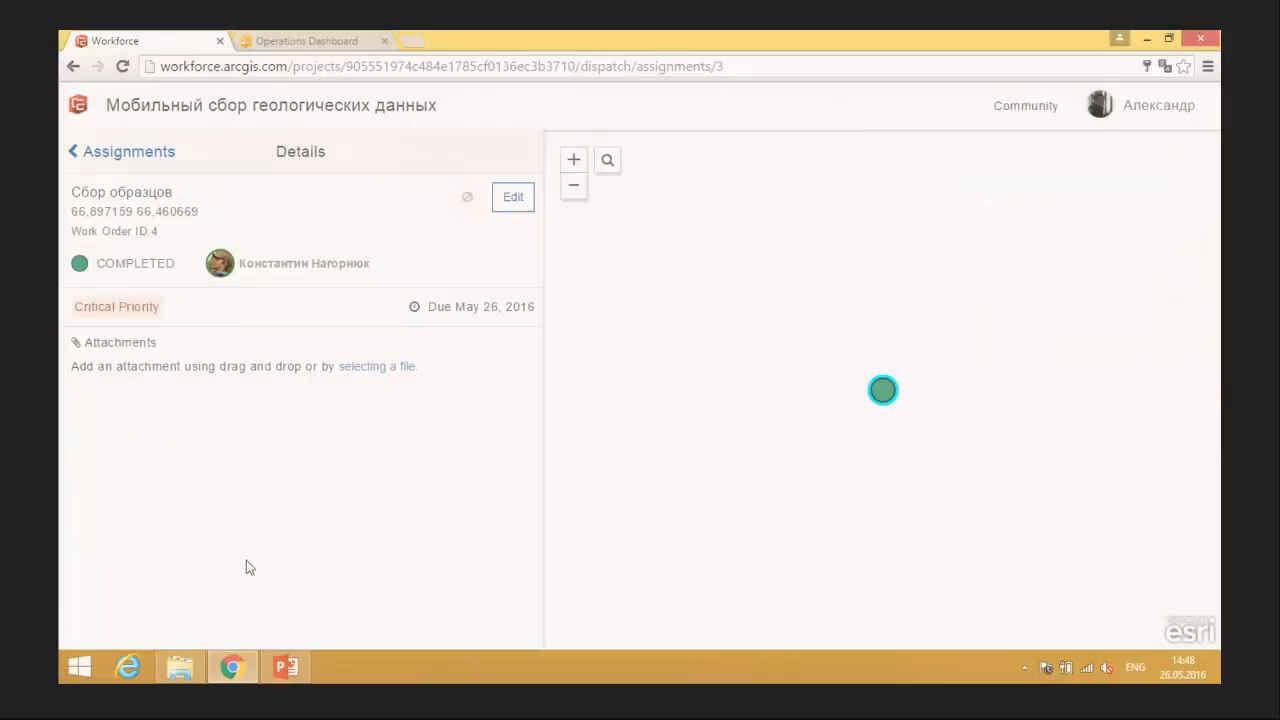 Workforce
Operations Dashboard
workforce.arcgis.com/projects/905551974c484e1785cf0136ec3b3710/dispatch/assignments/3
Мобильный сбор геологических данных
Community
Александр
Assignments
Details
Сбор образцов
Edit
66,897159 66,460669
Work Order ID:4
COMPLETED
Константин Нагорнюк
Critical Priority
Due May 26, 2016
Attachments
Add an attachment using drag and drop or by selecting a file.
esri
ENG
14:48
26.05.2016